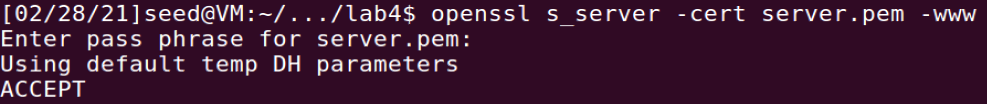 [02/28/21]seed@VM:~/.../lab4$ openssl s_server -cert server.pem -www
Enter pass phrase for server.pem:
Using default temp DH parameters
ACCEPT